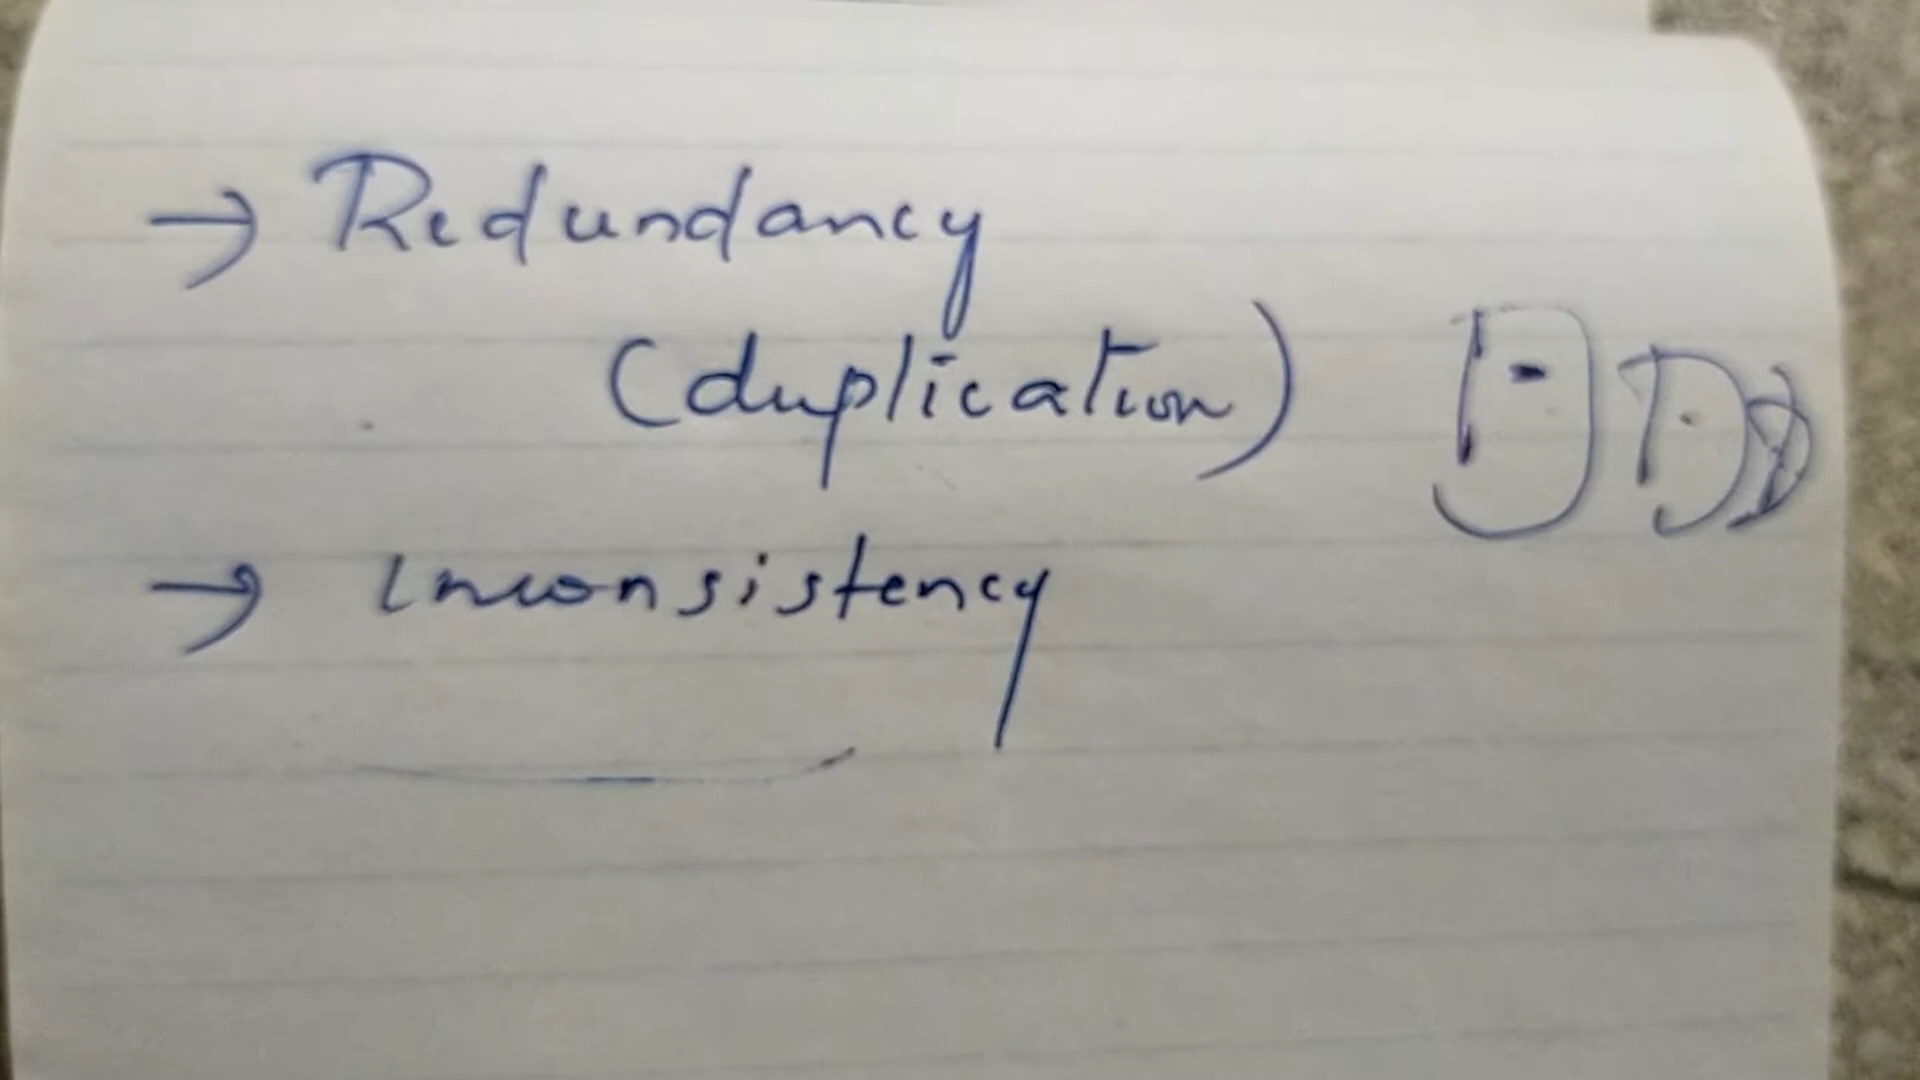 → Redundancy
(duplication)
→ Inconsistency